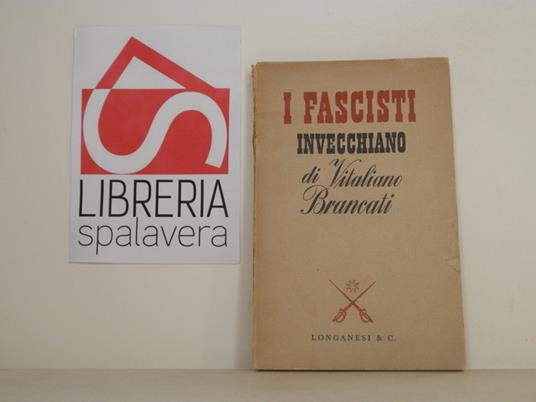 LIBRERIA
spalavera
I FASCISTI
INVECCHIANO
di Vitaliano
Brancati
LONGANESI & C.